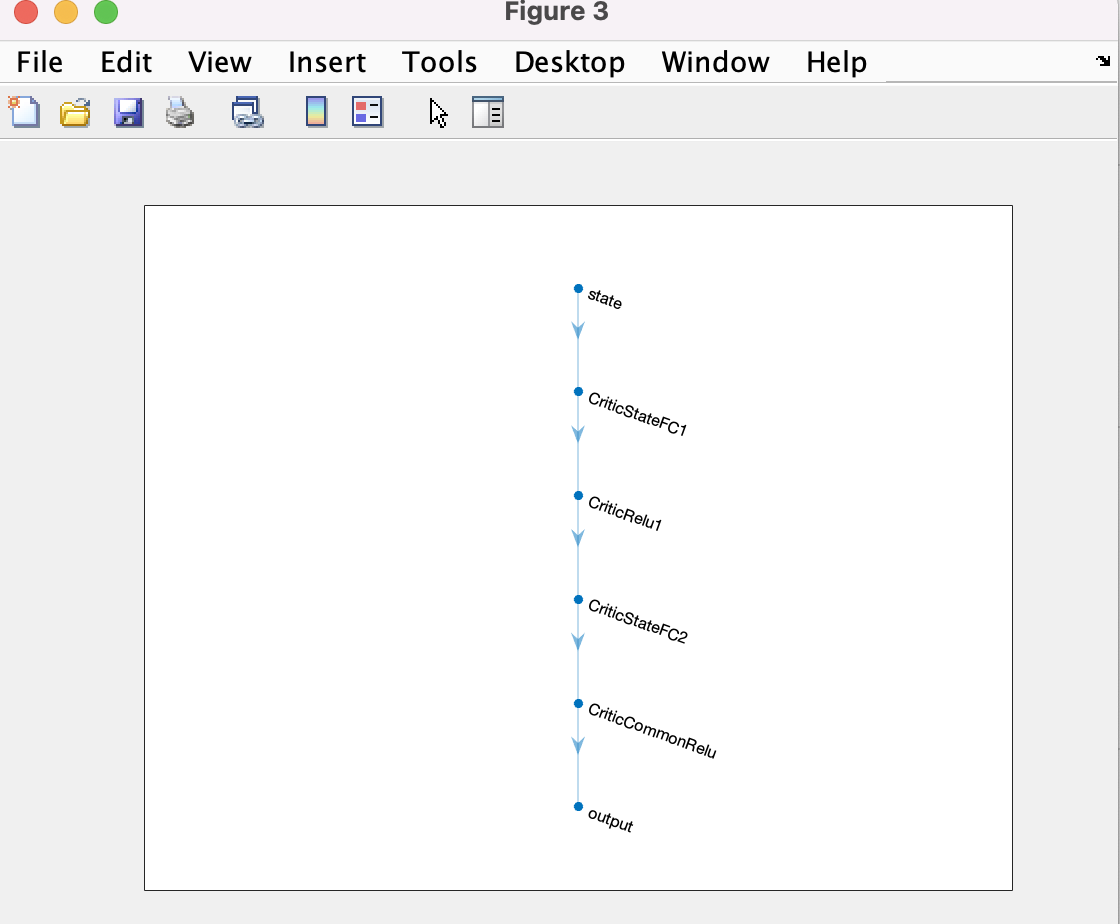 Figure 3
File Edit View Insert Tools Desktop Window Help
state
CriticStateFC1
CriticRelu1
CriticStateFC2
CriticCommonRelu
output